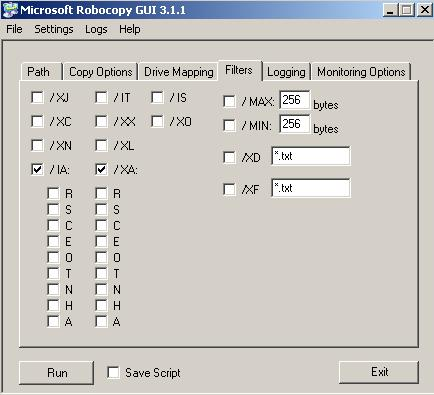 Microsoft Robocopy GUI 3.1.1
File Settings Logs Help
Path Copy Options Drive Mapping Filters Logging Monitoring Options
/XJ /IT /IS /MAX: 256 bytes
/XC /XX /XO /MIN: 256 bytes
/XN /XL /XD *.txt
/IA: /XA: /XF *.txt
R R
S S
C C
E E
O O
T T
N N
H H
A A
Run Save Script Exit